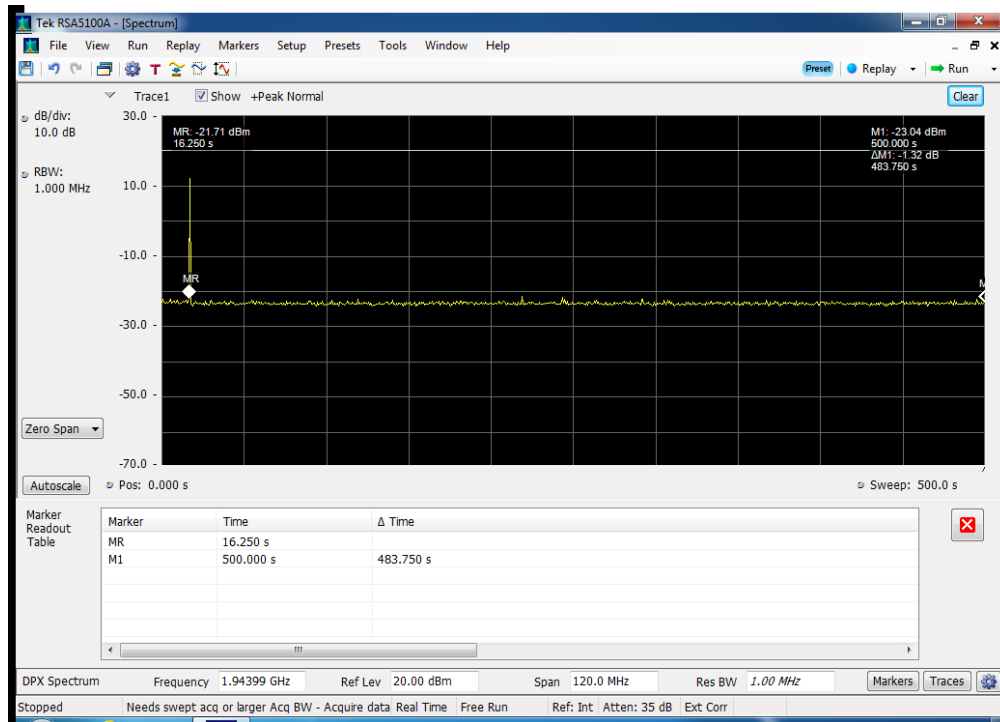 Tek RSA5100A - [Spectrum]
File View Run Replay Markers Setup Presets Tools Window Help
T Preset Replay Run
Trace1 Show +Peak Normal Clear
dB/div:
10.0 dB
RBW:
1.000 MHz
30.0
10.0
-10.0
-30.0
-50.0
-70.0
MR: -21.71 dBm
16.250 s
M1: -23.04 dBm
500.000 s
ΔM1: -1.32 dB
483.750 s
MR
M
Zero Span
Autoscale Pos: 0.000 s Sweep: 500.0 s
Marker
Readout
Table
Marker Time Δ Time
MR 16.250 s
M1 500.000 s 483.750 s
DPX Spectrum Frequency 1.94399 GHz Ref Lev 20.00 dBm Span 120.0 MHz Res BW 1.00 MHz Markers Traces
Stopped Needs swept acq or larger Acq BW - Acquire data Real Time Free Run Ref: Int Atten: 35 dB Ext Corr